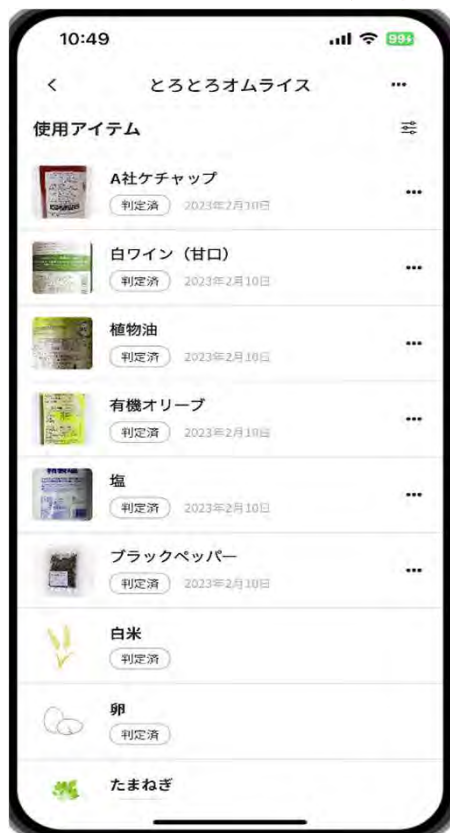 10:49
99
とろとろオムライス
使用アイテム
A社ケチャップ
判定済 2023年2月10日
白ワイン（甘口）
判定済 2023年2月10日
植物油
判定済 2023年2月10日
有機オリーブ
判定済 2023年2月10日
塩
判定済 2023年2月10日
ブラックペッパー
判定済 2023年2月10日
白米
判定済
卵
判定済
たまねぎ